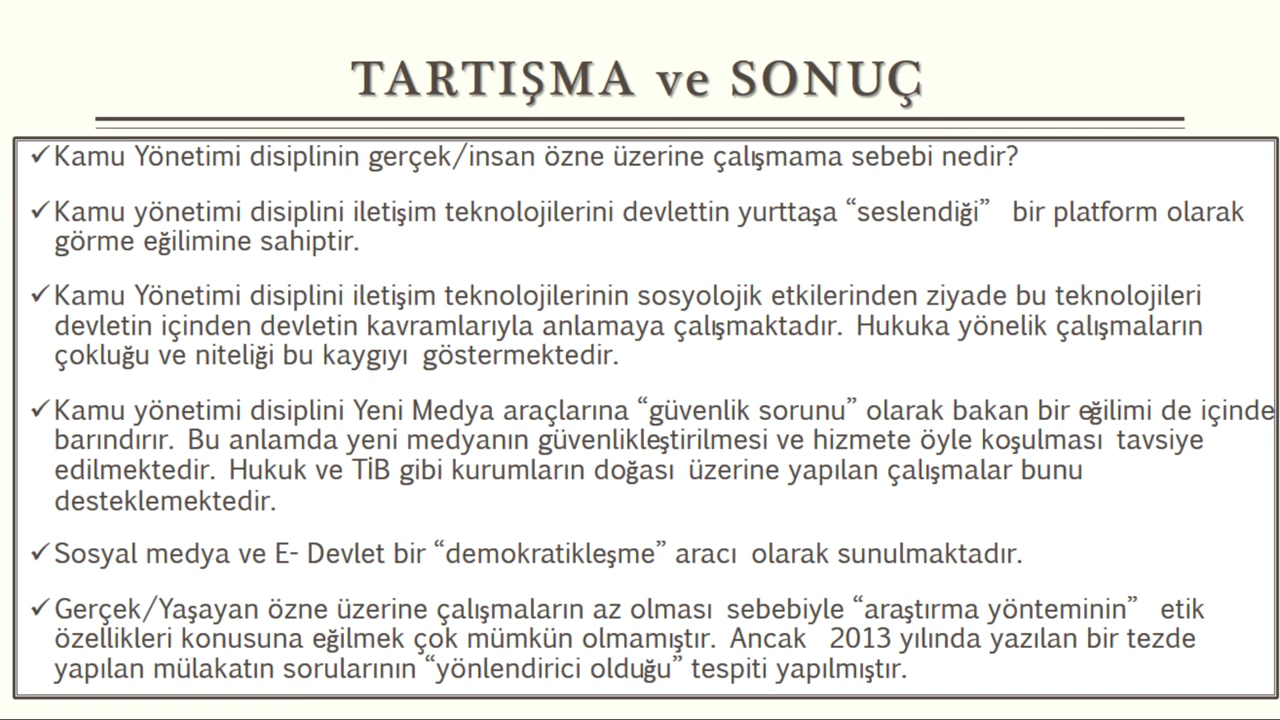 TARTIŞMA ve SONUÇ
✓Kamu Yönetimi disiplinin gerçek/insan özne üzerine çalışmama sebebi nedir?
✓Kamu yönetimi disiplini iletişim teknolojilerini devlettin yurttaşa “seslendiği” bir platform olarak
görme eğilimine sahiptir.
✓Kamu Yönetimi disiplini iletişim teknolojilerinin sosyolojik etkilerinden ziyade bu teknolojileri
devletin içinden devletin kavramlarıyla anlamaya çalışmaktadır. Hukuka yönelik çalışmaların
çokluğu ve niteliği bu kaygıyı göstermektedir.
✓Kamu yönetimi disiplini Yeni Medya araçlarına “güvenlik sorunu” olarak bakan bir eğilimi de içinde
barındırır. Bu anlamda yeni medyanın güvenlikleştirilmesi ve hizmete öyle koşulması tavsiye
edilmektedir. Hukuk ve TİB gibi kurumların doğası üzerine yapılan çalışmalar bunu
desteklemektedir.
✓Sosyal medya ve E- Devlet bir “demokratikleşme” aracı olarak sunulmaktadır.
✓Gerçek/Yaşayan özne üzerine çalışmaların az olması sebebiyle “araştırma yönteminin” etik
özellikleri konusuna eğilmek çok mümkün olmamıştır. Ancak 2013 yılında yazılan bir tezde
yapılan mülakatın sorularının “yönlendirici olduğu” tespiti yapılmıştır.